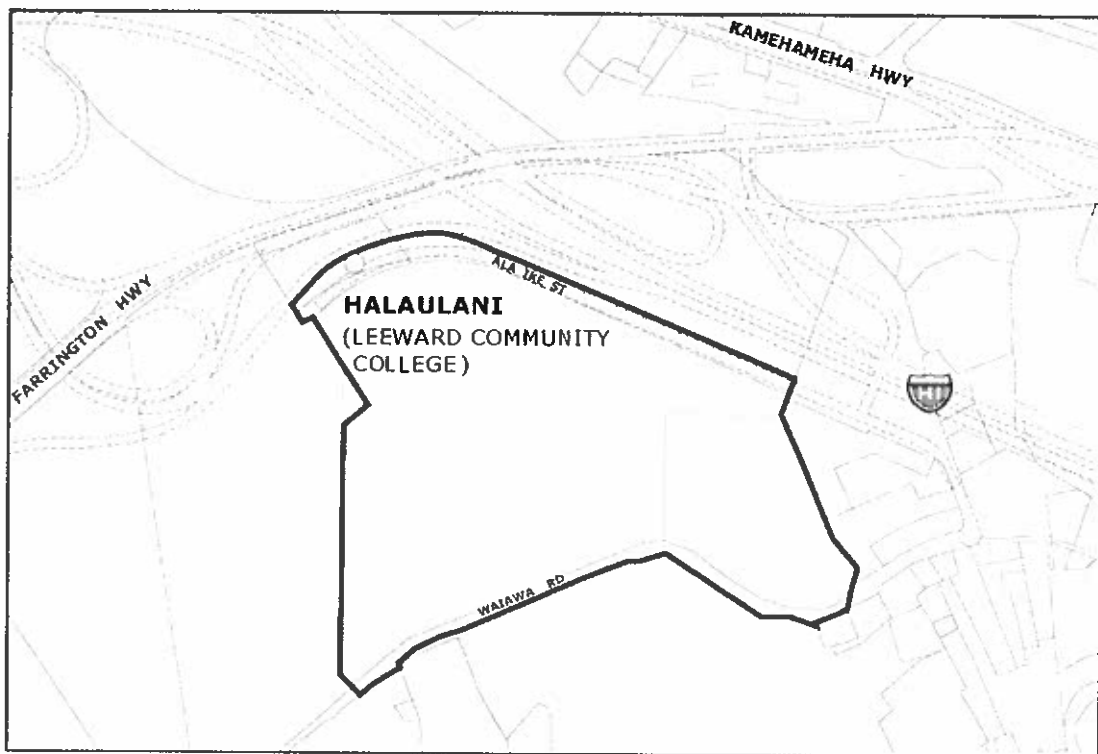 KAMEHAMEHA HWY
FARRINGTON HWY
ALA IKE ST
HALAULANI
(LEEWARD COMMUNITY
COLLEGE)
H1
WAIAWA RD